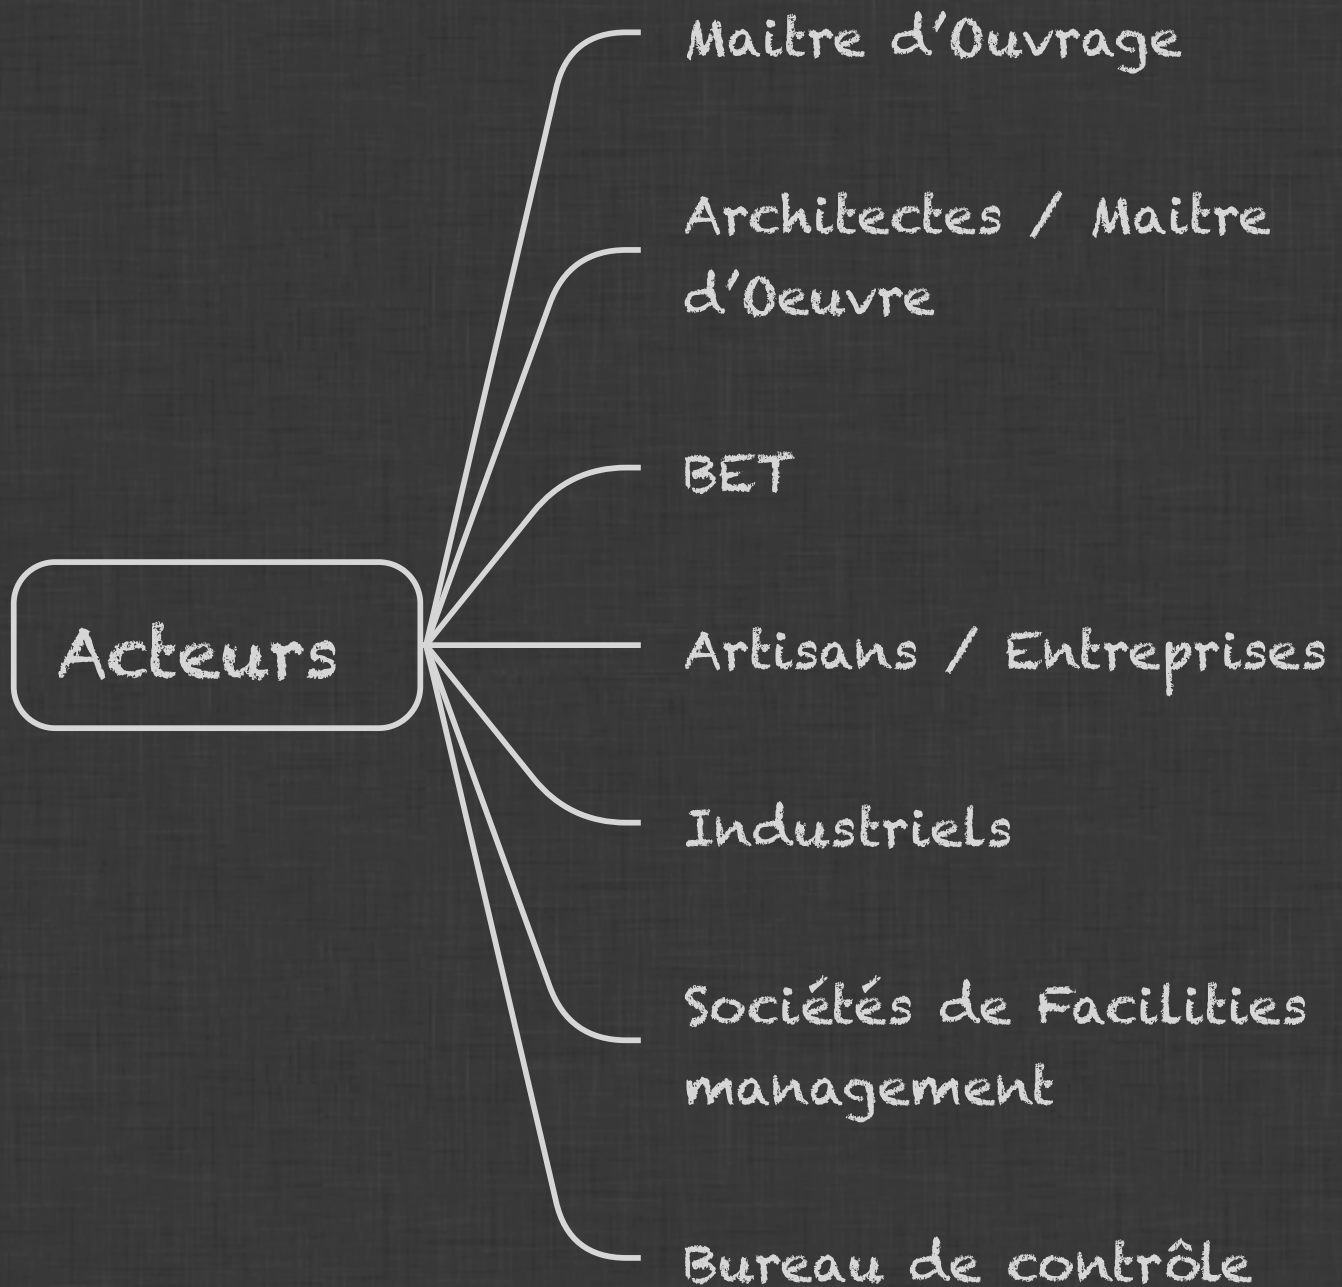 Maitre d'Ouvrage
Architectes / Maitre
d'Oeuvre
BET
Acteurs
Artisans / Entreprises
Industriels
Sociétés de Facilities
management
Bureau de contrôle